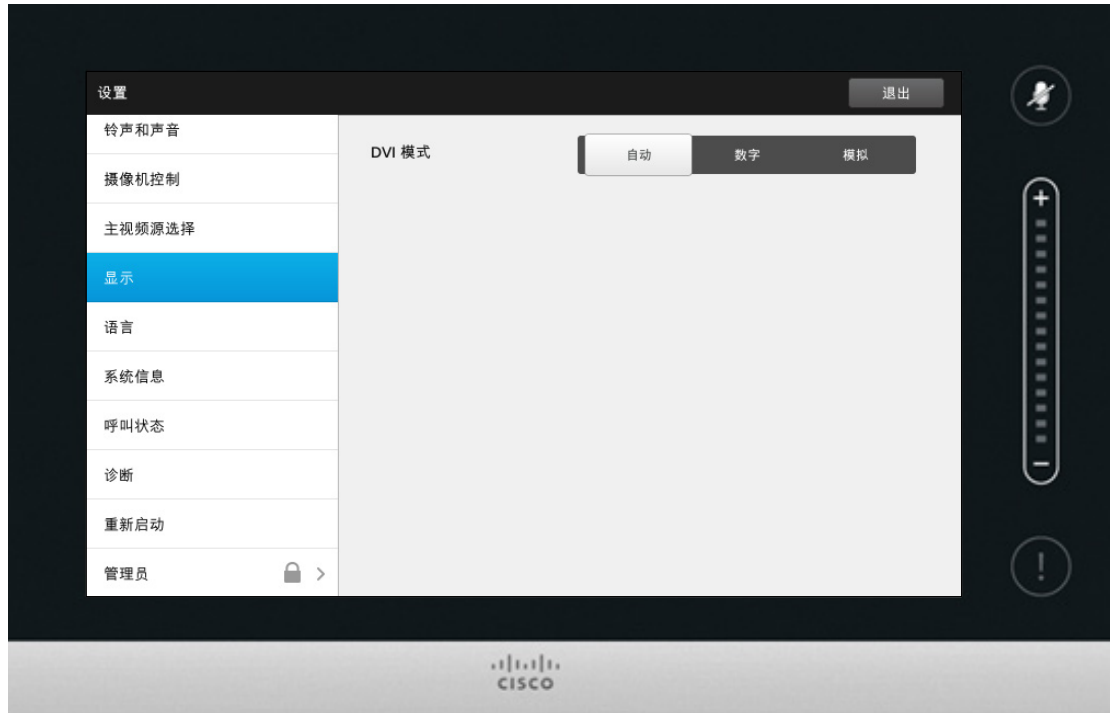 设置
退出
铃声和声音
摄像机控制
主视频源选择
显示
语言
系统信息
呼叫状态
诊断
重新启动
管理员
DVI 模式
自动
数字
模拟
CISCO